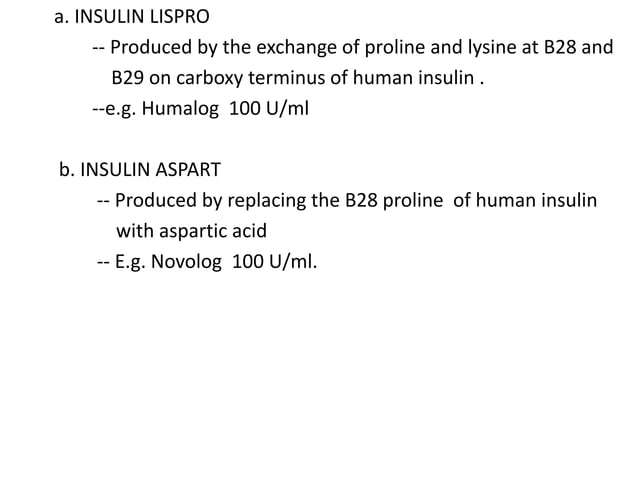 a. INSULIN LISPRO
-- Produced by the exchange of proline and lysine at B28 and
B29 on carboxy terminus of human insulin .
--e.g. Humalog  100 U/ml
b. INSULIN ASPART
-- Produced by replacing the B28 proline  of human insulin
with aspartic acid
-- E.g. Novolog  100 U/ml.